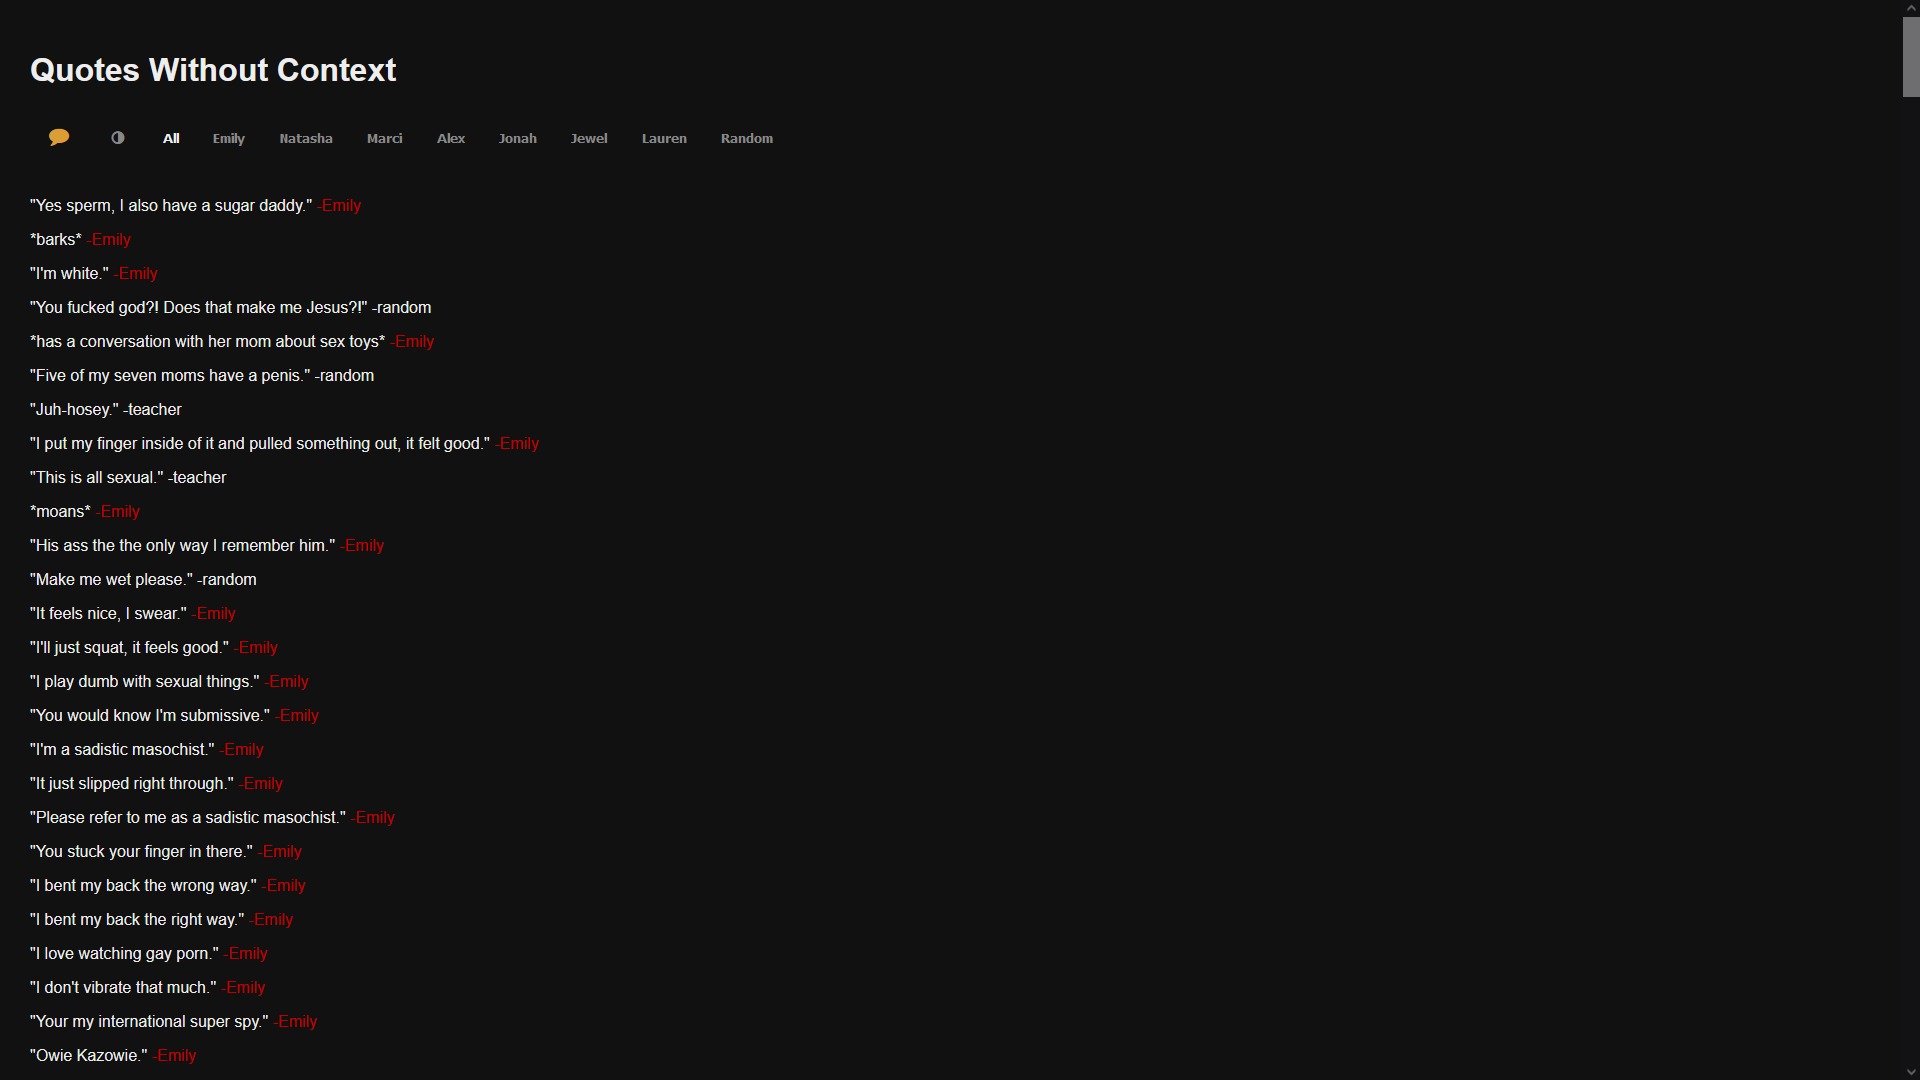 Quotes Without Context
All Emily Natasha Marci Alex Jonah Jewel Lauren Random
"Yes sperm, I also have a sugar daddy." -Emily
*barks* -Emily
"I'm white." -Emily
"You fucked god?! Does that make me Jesus?!" -random
*has a conversation with her mom about sex toys* -Emily
"Five of my seven moms have a penis." -random
"Juh-hosey." -teacher
"I put my finger inside of it and pulled something out, it felt good." -Emily
"This is all sexual." -teacher
*moans* -Emily
"His ass the the only way I remember him." -Emily
"Make me wet please." -random
"It feels nice, I swear." -Emily
"I'll just squat, it feels good." -Emily
"I play dumb with sexual things." -Emily
"You would know I'm submissive." -Emily
"I'm a sadistic masochist." -Emily
"It just slipped right through." -Emily
"Please refer to me as a sadistic masochist." -Emily
"You stuck your finger in there." -Emily
"I bent my back the wrong way." -Emily
"I bent my back the right way." -Emily
"I love watching gay porn." -Emily
"I don't vibrate that much." -Emily
"Your my international super spy." -Emily
"Owie Kazowie." -Emily